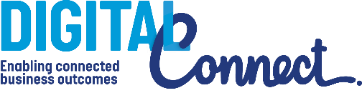 DIGITAL
Connect.
Enabling connected
business outcomes